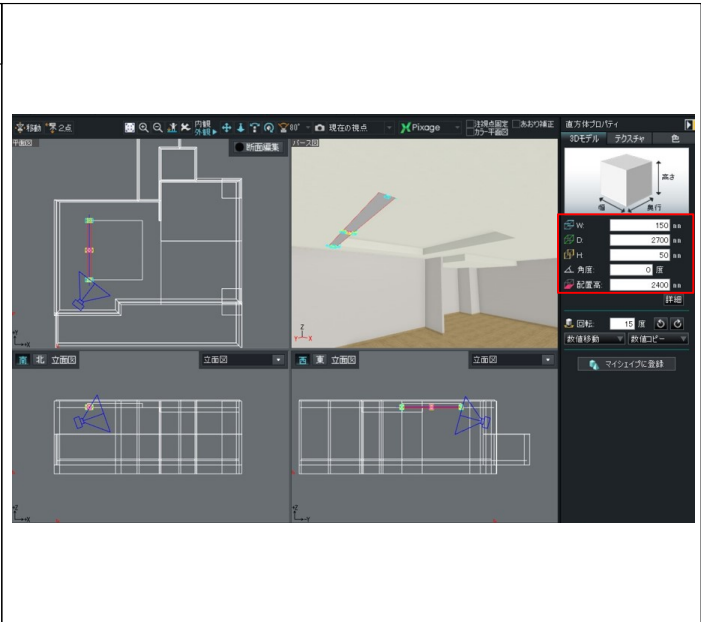 移動 2点 内観 外観 80° 現在の視点 Pixage 注視点固定 あおり補正 カラー平面図
平面図 断面編集 パース図
直方体プロパティ
3Dモデル テクスチャ 色
高さ
幅 奥行
W: 150 mm
D: 2700 mm
H: 50 mm
角度: 0 度
配置高: 2400 mm
詳細
回転: 15 度
数値移動 数値コピー
マイシェイプに登録
Z
Y X
Y
X
南 北 立面図 立面図
西 東 立面図 立面図
Z
X
Z
Y